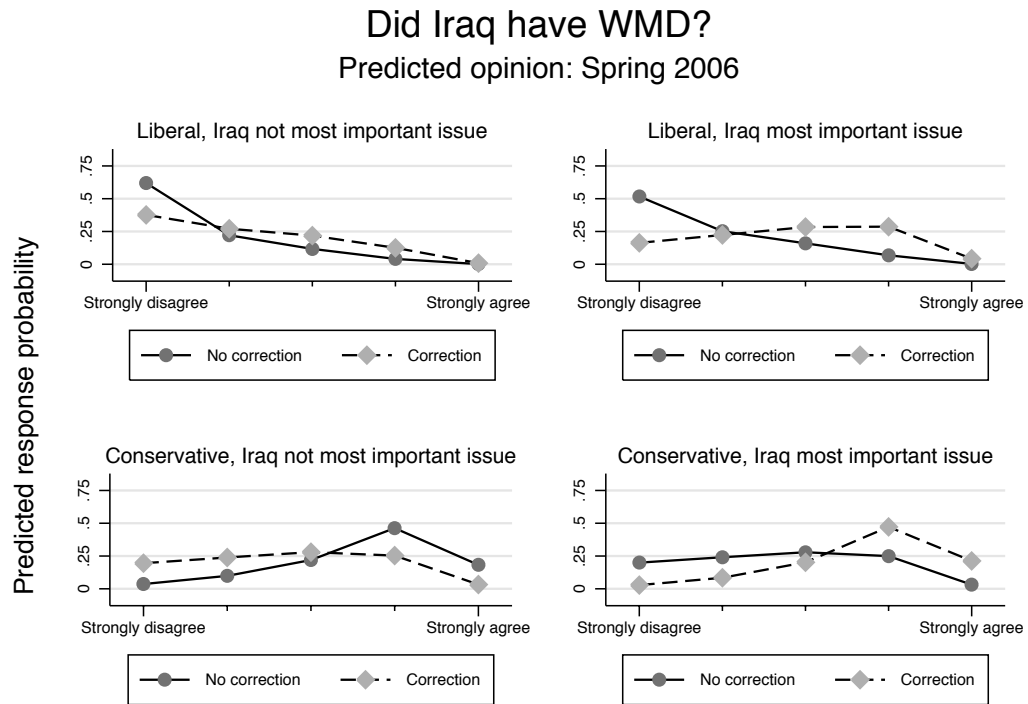 Did Iraq have WMD?
Predicted opinion: Spring 2006
Predicted response probability
Liberal, Iraq not most important issue
.75
.5
.25
0
Strongly disagree
Strongly agree
No correction
Correction
Liberal, Iraq most important issue
.75
.5
.25
0
Strongly disagree
Strongly agree
No correction
Correction
Conservative, Iraq not most important issue
.75
.5
.25
0
Strongly disagree
Strongly agree
No correction
Correction
Conservative, Iraq most important issue
.75
.5
.25
0
Strongly disagree
Strongly agree
No correction
Correction